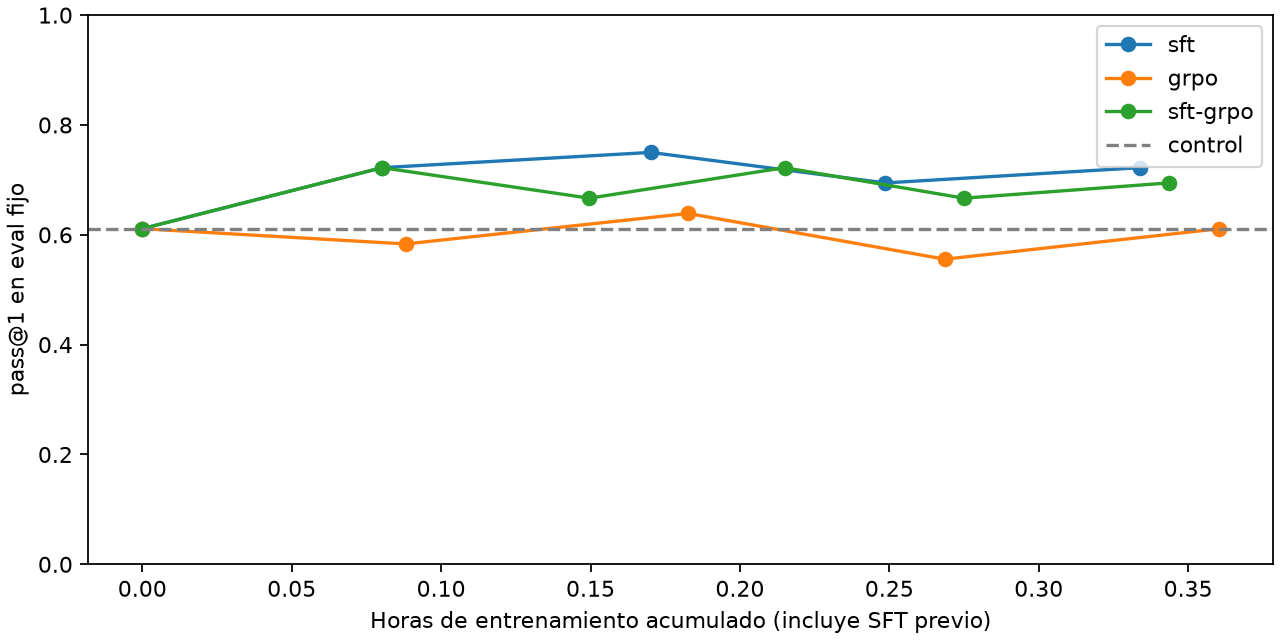 1.0
0.8
0.6
0.4
0.2
0.0
pass@1 en eval fijo
sft
grpo
sft-grpo
control
0.00 0.05 0.10 0.15 0.20 0.25 0.30 0.35
Horas de entrenamiento acumulado (incluye SFT previo)